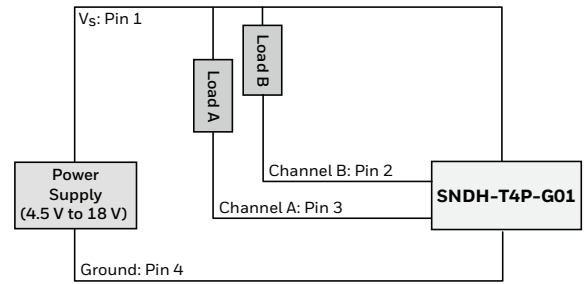 Vs: Pin 1
Load A
Load B
Channel B: Pin 2
Channel A: Pin 3
Power
Supply
(4.5 V to 18 V)
SNDH-T4P-G01
Ground: Pin 4